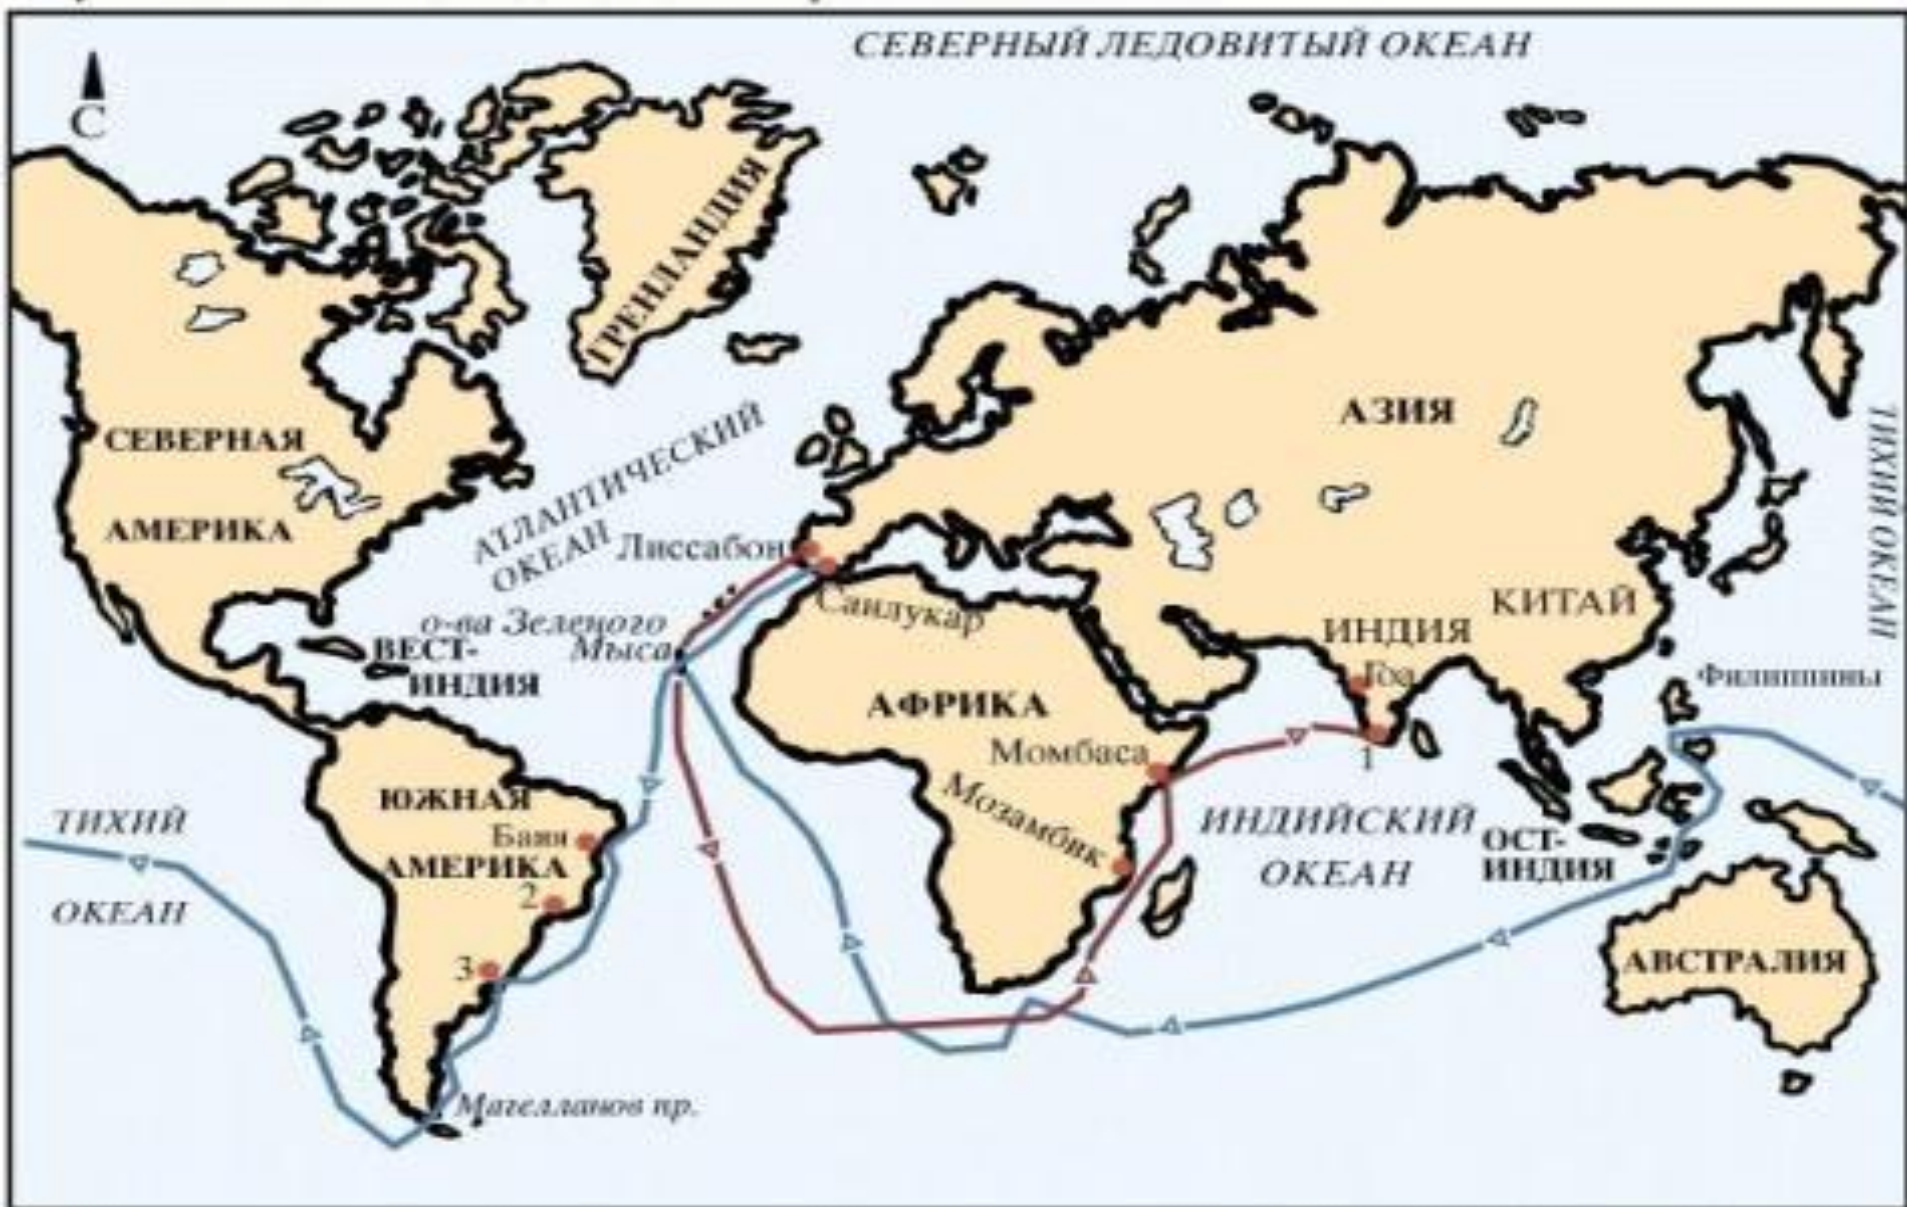 СЕВЕРНЫЙ ЛЕДОВИТЫЙ ОКЕАН
С
ГРЕНЛАНДИЯ
АЗИЯ
СЕВЕРНАЯ
АМЕРИКА
АТЛАНТИЧЕСКИЙ
ОКЕАН
ТИХИЙ ОКЕАН
Лиссабон
Санлукар
о-ва Зеленого
Мыса
ВЕСТ-
ИНДИЯ
КИТАЙ
ИНДИЯ
Гоа
Филиппины
АФРИКА
Момбаса
1
Мозамбик
ЮЖНАЯ
АМЕРИКА
Баия
2
3
ТИХИЙ
ОКЕАН
ИНДИЙСКИЙ
ОКЕАН
ОСТ-
ИНДИЯ
АВСТРАЛИЯ
Магелланов пр.